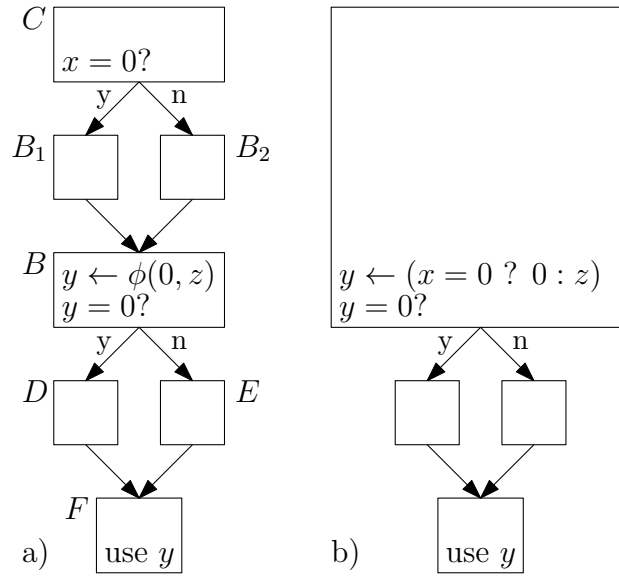 C
x = 0?
y n
B₁ B₂
B
y ← ϕ(0, z)
y = 0?
y n
D E
F
use y
a)
y ← (x = 0 ? 0 : z)
y = 0?
y n
use y
b)